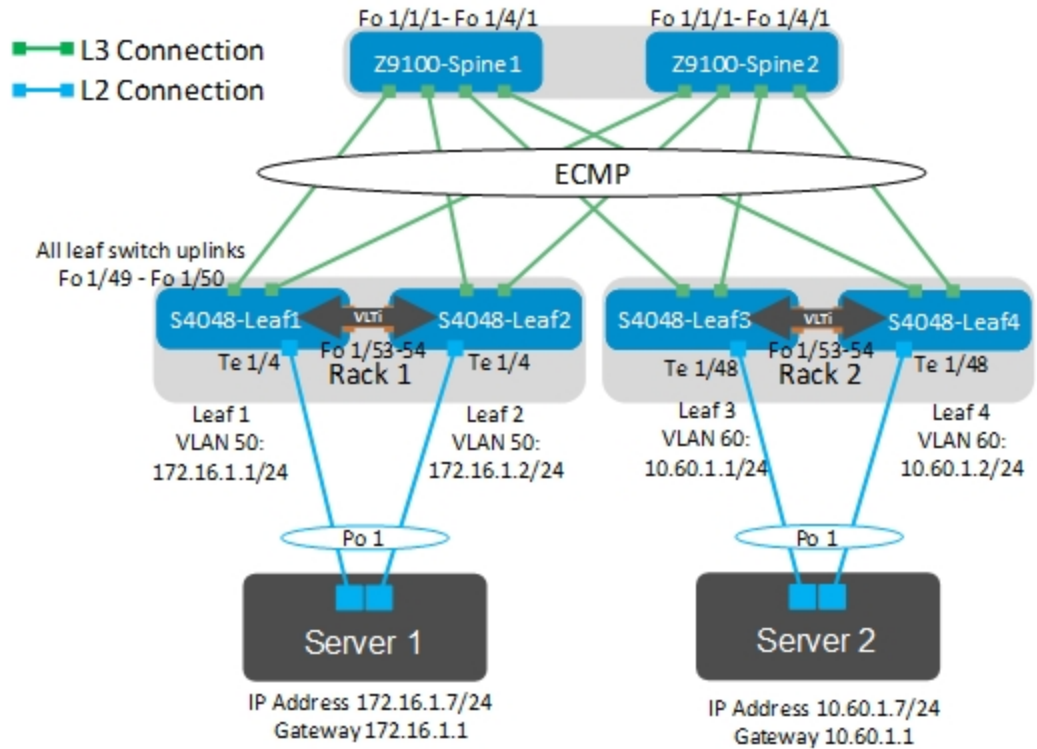 Fo 1/1/1- Fo 1/4/1
Fo 1/1/1- Fo 1/4/1
L3 Connection
L2 Connection
Z9100-Spine1
Z9100-Spine2
ECMP
All leaf switch uplinks
Fo 1/49 - Fo 1/50
S4048-Leaf1
VLTi
S4048-Leaf2
S4048-Leaf3
VLTi
S4048-Leaf4
Te 1/4
Fo 1/53-54
Te 1/4
Rack 1
Te 1/48
Fo 1/53-54
Te 1/48
Rack 2
Leaf 1
VLAN 50:
172.16.1.1/24
Leaf 2
VLAN 50:
172.16.1.2/24
Leaf 3
VLAN 60:
10.60.1.1/24
Leaf 4
VLAN 60:
10.60.1.2/24
Po 1
Po 1
Server 1
Server 2
IP Address 172.16.1.7/24
Gateway 172.16.1.1
IP Address 10.60.1.7/24
Gateway 10.60.1.1